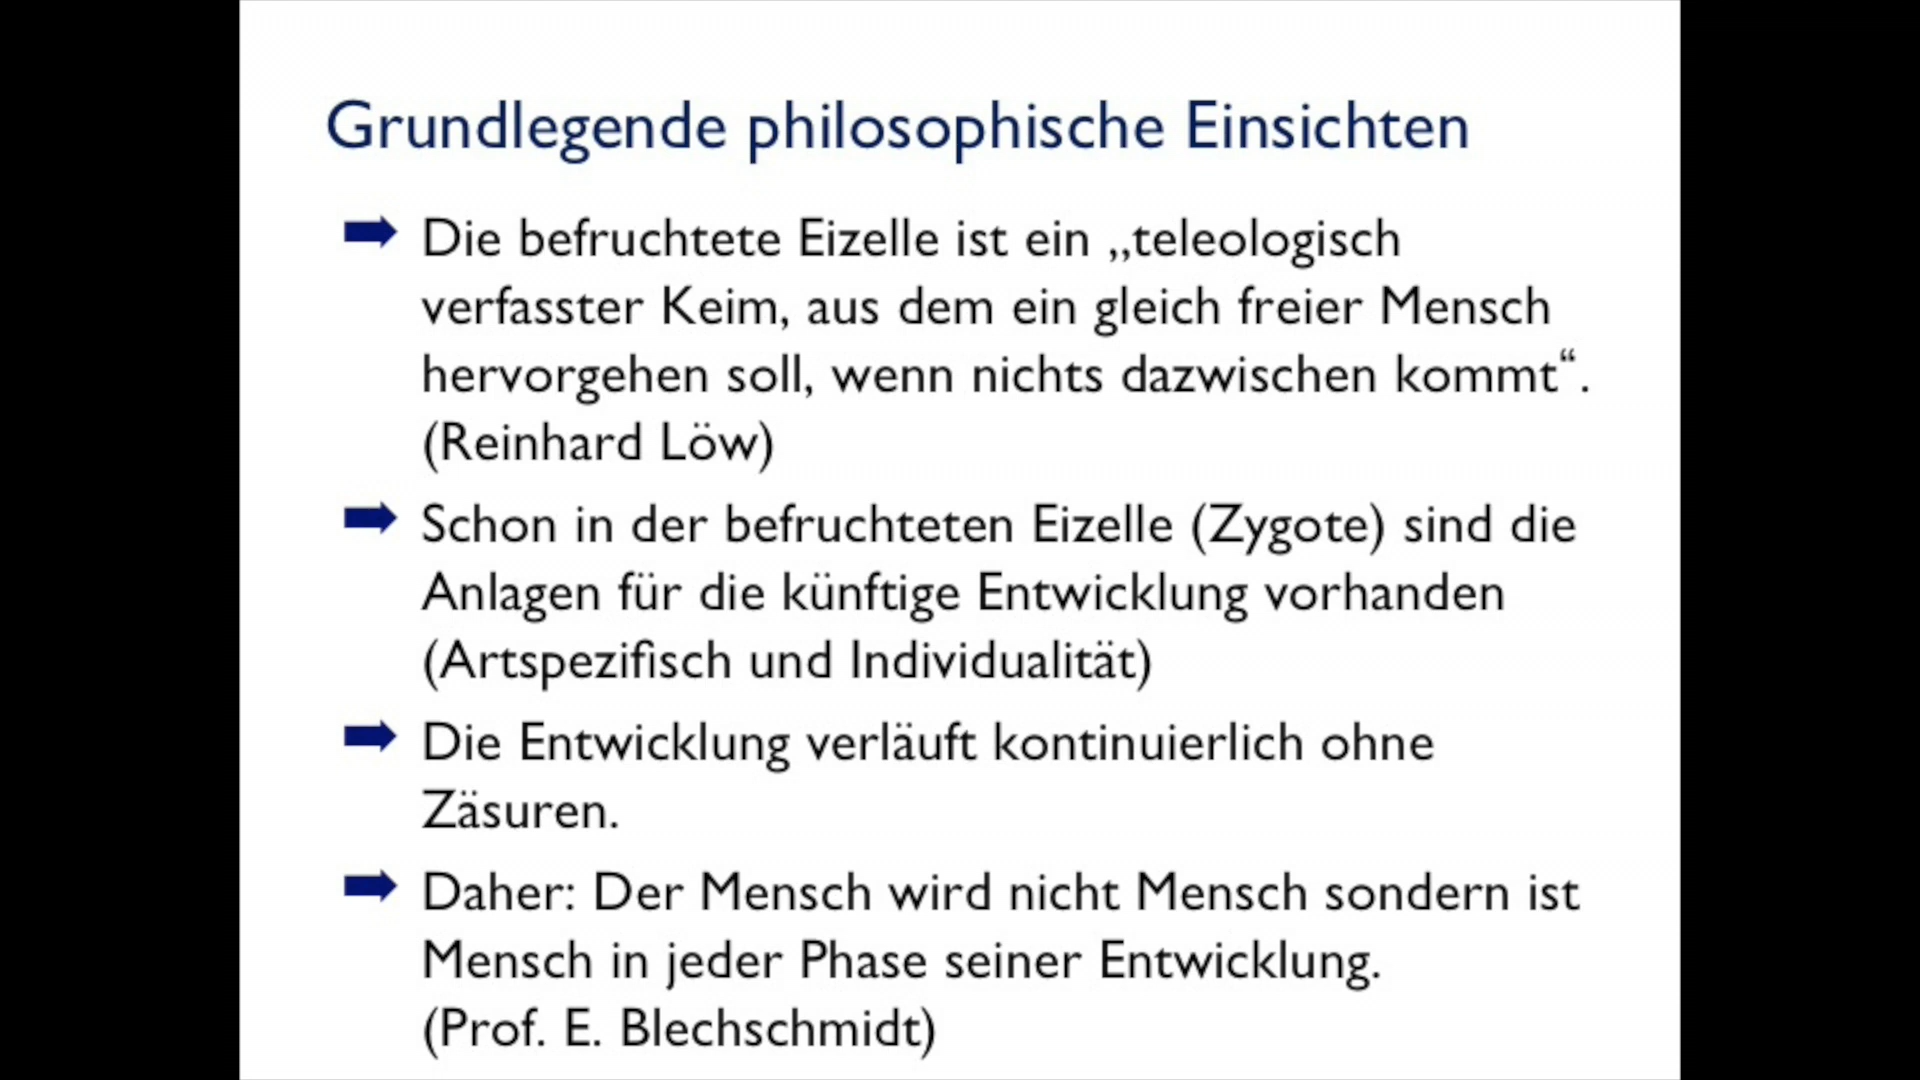 Grundlegende philosophische Einsichten
Die befruchtete Eizelle ist ein ,,teleologisch
verfasster Keim, aus dem ein gleich freier Mensch
hervorgehen soll, wenn nichts dazwischen kommt“.
(Reinhard Löw)
Schon in der befruchteten Eizelle (Zygote) sind die
Anlagen für die künftige Entwicklung vorhanden
(Artspezifisch und Individualität)
Die Entwicklung verläuft kontinuierlich ohne
Zäsuren.
Daher: Der Mensch wird nicht Mensch sondern ist
Mensch in jeder Phase seiner Entwicklung.
(Prof. E. Blechschmidt)